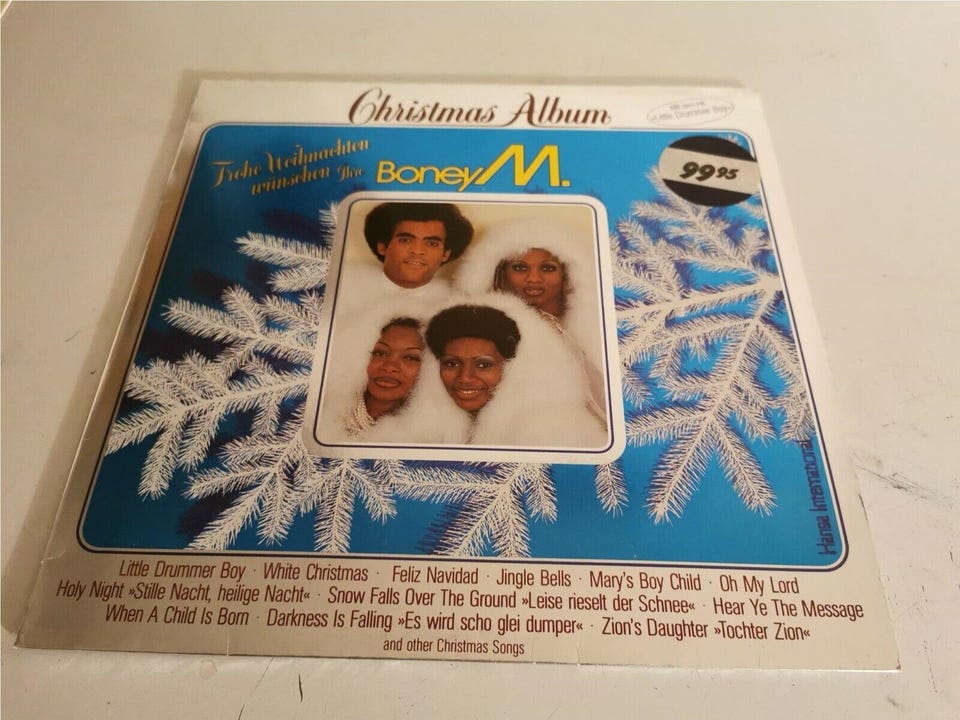 Christmas Album
Mit dem Hit
»Little Drummer Boy«
Frohe Weihnachten
wünschen Ihre
Boney M.
99 95
Hansa International
Little Drummer Boy · White Christmas · Feliz Navidad · Jingle Bells · Mary's Boy Child · Oh My Lord
Holy Night »Stille Nacht, heilige Nacht« · Snow Falls Over The Ground »Leise rieselt der Schnee« · Hear Ye The Message
When A Child Is Born · Darkness Is Falling »Es wird scho glei dumper« · Zion's Daughter »Tochter Zion«
and other Christmas Songs